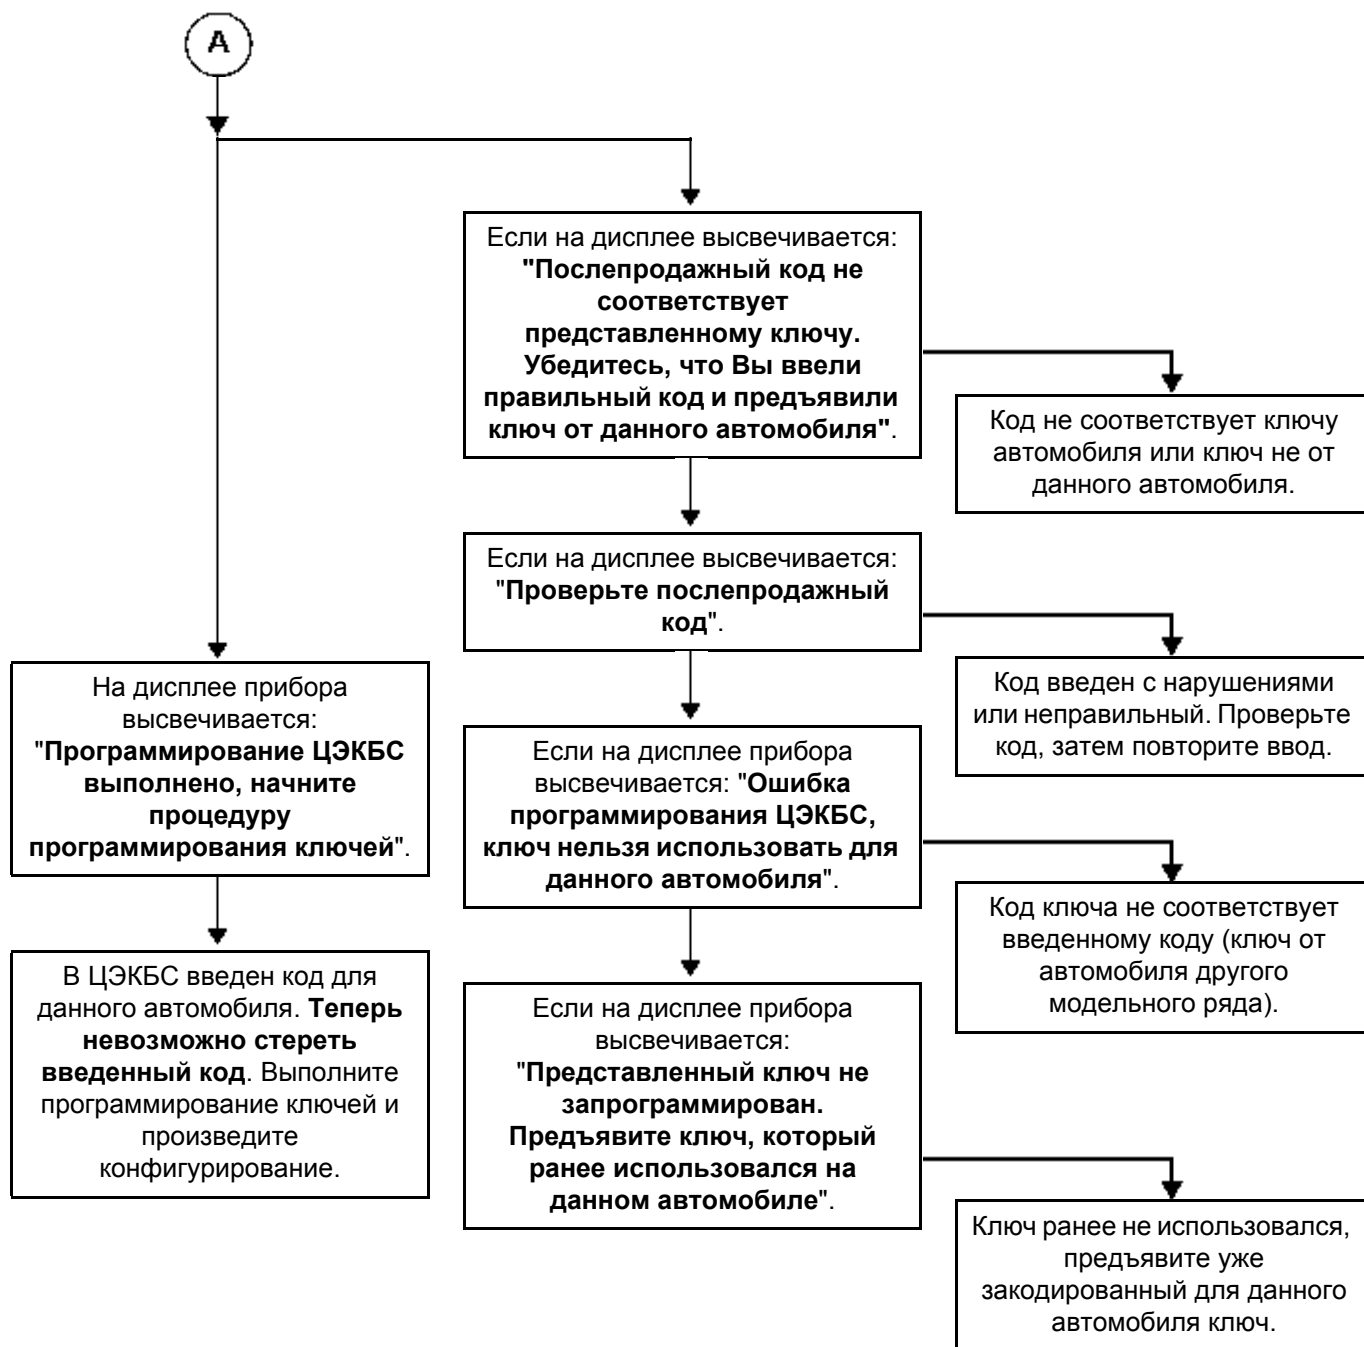 A
Если на дисплее высвечивается:
"Послепродажный код не
соответствует
представленному ключу.
Убедитесь, что Вы ввели
правильный код и предъявили
ключ от данного автомобиля".
Код не соответствует ключу
автомобиля или ключ не от
данного автомобиля.
Если на дисплее высвечивается:
"Проверьте послепродажный
код".
Код введен с нарушениями
или неправильный. Проверьте
код, затем повторите ввод.
На дисплее прибора
высвечивается:
"Программирование ЦЭКБС
выполнено, начните
процедуру
программирования ключей".
Если на дисплее прибора
высвечивается: "Ошибка
программирования ЦЭКБС,
ключ нельзя использовать для
данного автомобиля".
Код ключа не соответствует
введенному коду (ключ от
автомобиля другого
модельного ряда).
В ЦЭКБС введен код для
данного автомобиля. Теперь
невозможно стереть
введенный код. Выполните
программирование ключей и
произведите
конфигурирование.
Если на дисплее прибора
высвечивается:
"Представленный ключ не
запрограммирован.
Предъявите ключ, который
ранее использовался на
данном автомобиле".
Ключ ранее не использовался,
предъявите уже
закодированный для данного
автомобиля ключ.